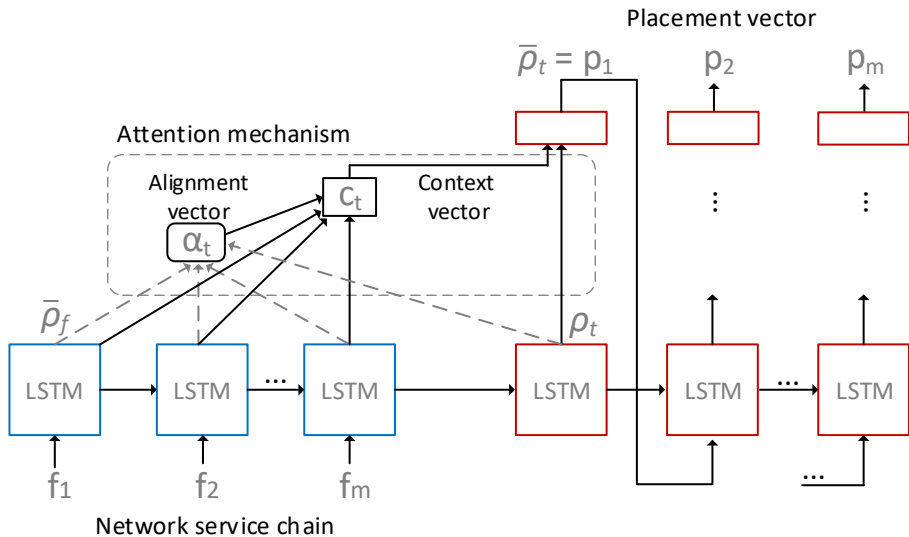 Placement vector
ρ̄t = p1
p2
pm
Attention mechanism
Alignment
vector
Context
vector
ct
αt
...
...
ρ̄f
ρt
LSTM
LSTM
...
LSTM
LSTM
LSTM
...
LSTM
f1
f2
fm
...
Network service chain